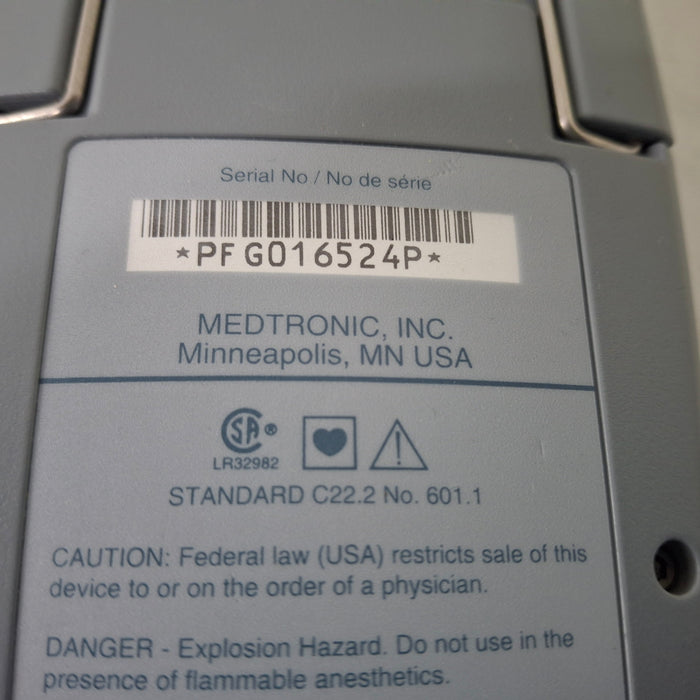 Serial No / No de série
*PFG016524P*
MEDTRONIC, INC.
Minneapolis, MN USA
SA ®
LR32982
STANDARD C22.2 No. 601.1
CAUTION: Federal law (USA) restricts sale of this
device to or on the order of a physician.
DANGER - Explosion Hazard. Do not use in the
presence of flammable anesthetics.